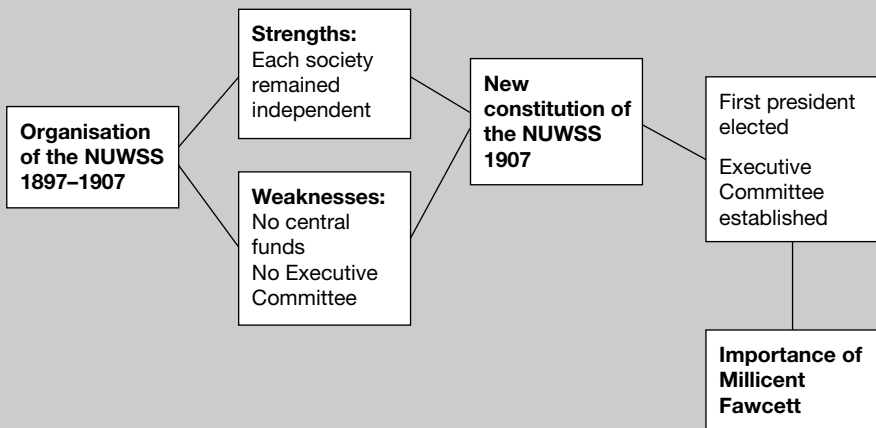 Organisation
of the NUWSS
1897–1907
Strengths:
Each society
remained
independent
Weaknesses:
No central
funds
No Executive
Committee
New
constitution of
the NUWSS
1907
First president
elected
Executive
Committee
established
Importance of
Millicent
Fawcett